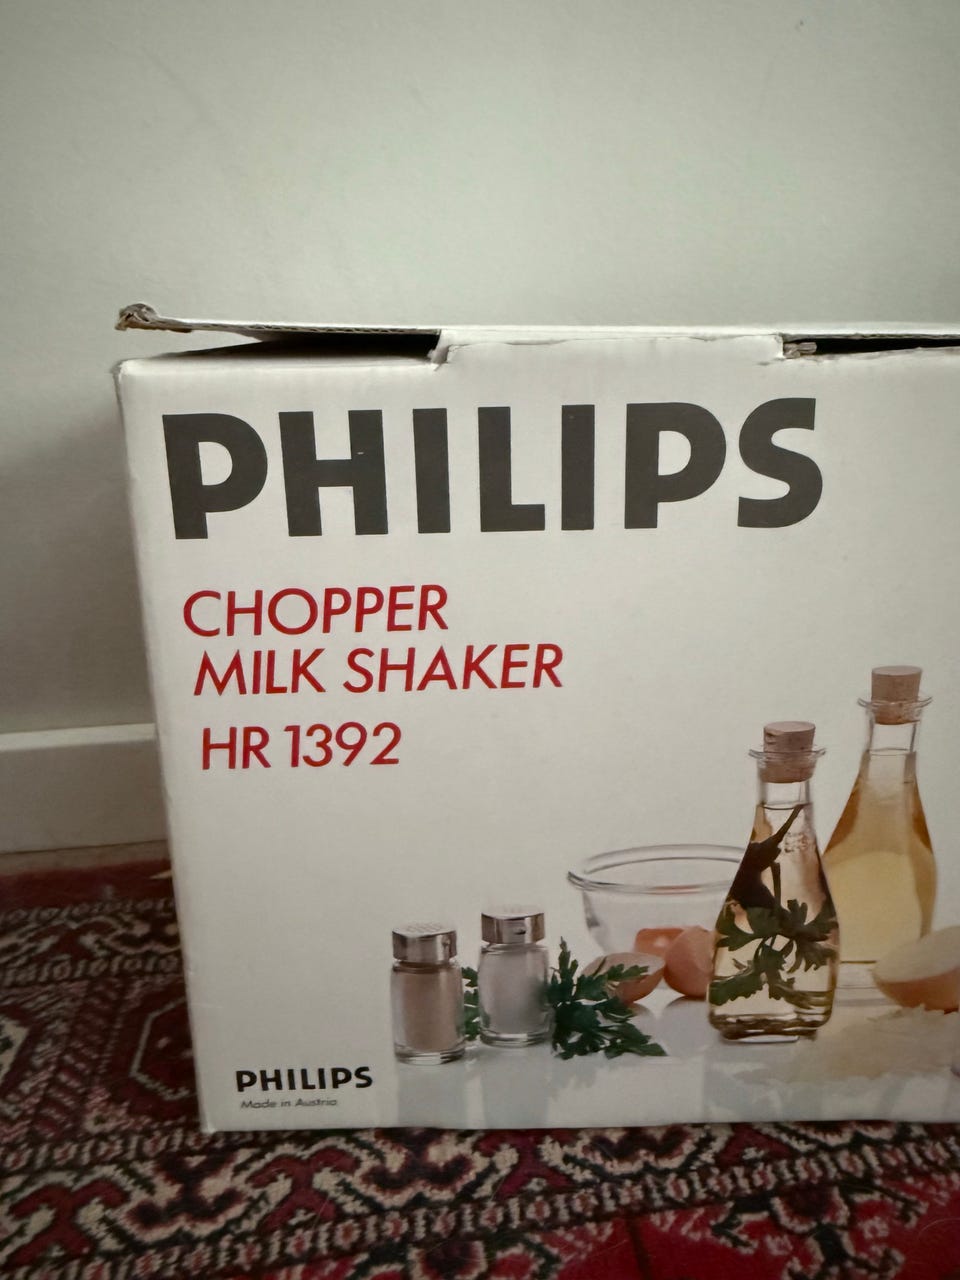 PHILIPS
CHOPPER
MILK SHAKER
HR 1392
PHILIPS
Made in Austria